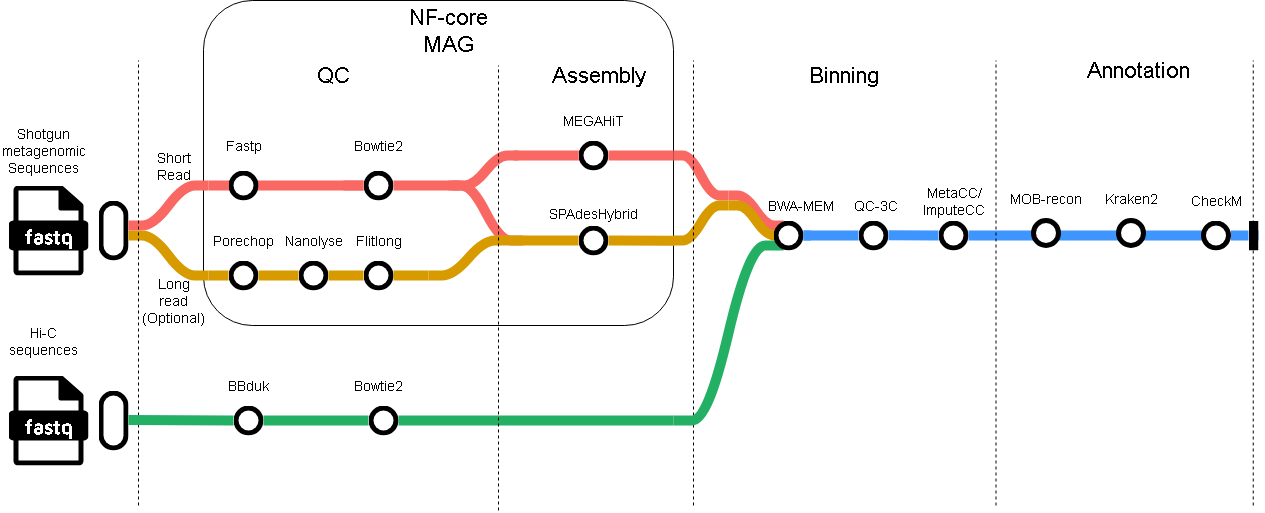 NF-core
MAG
QC
Assembly
Binning
Annotation
Shotgun
metagenomic
Sequences
fastq
Short
Read
Fastp
Bowtie2
MEGAHiT
Porechop
Nanolyse
Flitlong
SPAdesHybrid
Long
read
(Optional)
BWA-MEM
QC-3C
MetaCC/
ImputeCC
MOB-recon
Kraken2
CheckM
Hi-C
sequences
fastq
BBduk
Bowtie2